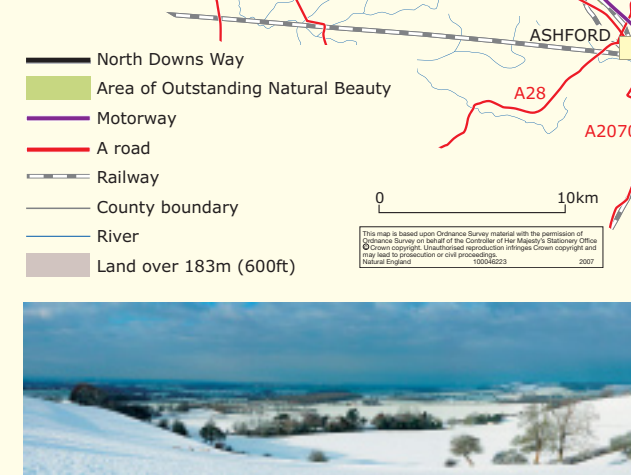 ASHFORD
North Downs Way
Area of Outstanding Natural Beauty
A28
Motorway
A2070
A road
Railway
0 10km
County boundary
This map is based upon Ordnance Survey material with the permission of
Ordnance Survey on behalf of the Controller of Her Majesty's Stationery Office
© Crown copyright. Unauthorised reproduction infringes Crown copyright and
may lead to prosecution or civil proceedings.
Natural England 100046223 2007
River
Land over 183m (600ft)